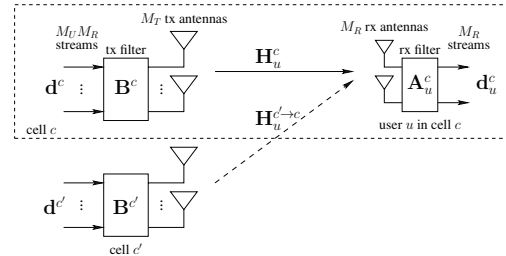 M_T tx antennas
M_U M_R streams
tx filter
d^c ⋮ B^c ⋮
cell c
H_u^c
H_u^{c'→c}
M_R rx antennas
rx filter
M_R streams
A_u^c
d_u^c
user u in cell c
d^{c'} ⋮ B^{c'} ⋮
cell c'